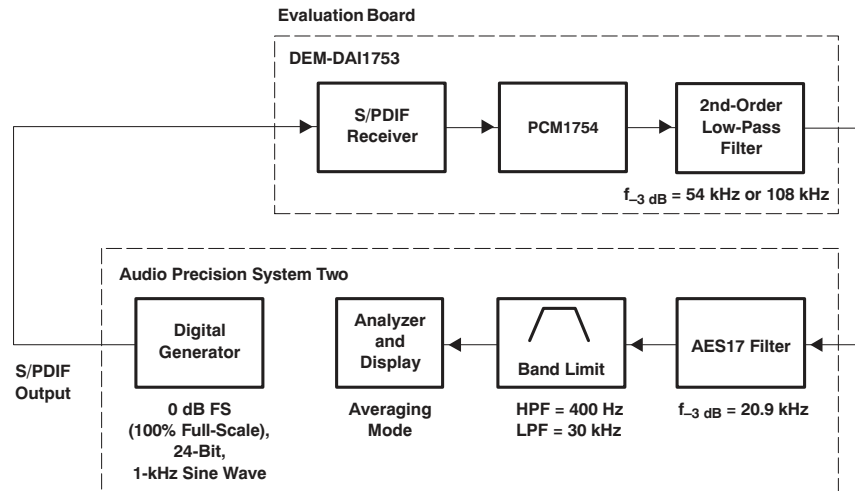 Evaluation Board
DEM-DAI1753
S/PDIF
Receiver
PCM1754
2nd-Order
Low-Pass
Filter
f–3 dB = 54 kHz or 108 kHz
Audio Precision System Two
Digital
Generator
Analyzer
and
Display
Band Limit
AES17 Filter
S/PDIF
Output
0 dB FS
(100% Full-Scale),
24-Bit,
1-kHz Sine Wave
Averaging
Mode
HPF = 400 Hz
LPF = 30 kHz
f–3 dB = 20.9 kHz